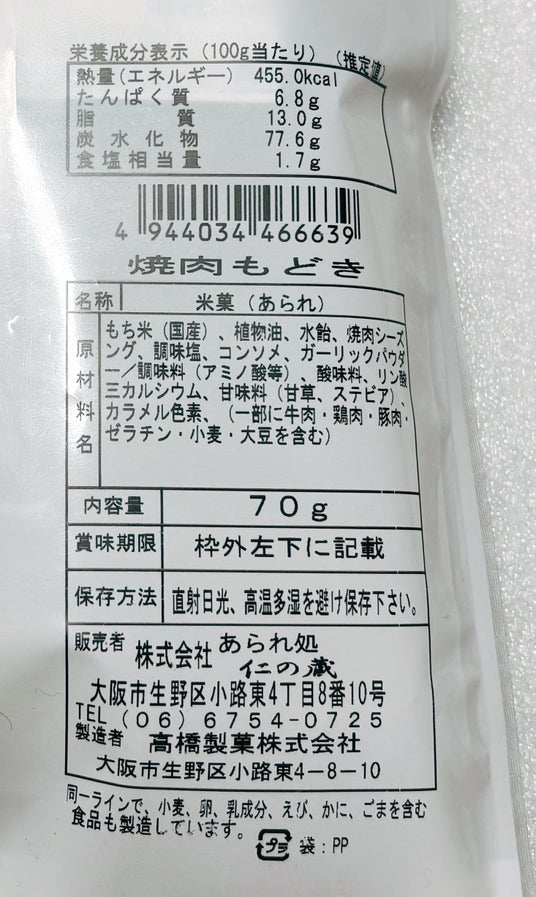 栄養成分表示（100g当たり）（推定値）
熱量（エネルギー） 455.0kcal
たんぱく質 6.8g
脂質 13.0g
炭水化物 77.6g
食塩相当量 1.7g
4 944034 466639
焼肉もどき
名称 米菓（あられ）
原材料名 もち米（国産）、植物油、水飴、焼肉シーズ
ニング、調味塩、コンソメ、ガーリックパウダ
ー／調味料（アミノ酸等）、酸味料、リン酸
三カルシウム、甘味料（甘草、ステビア）、
カラメル色素、（一部に牛肉・鶏肉・豚肉・
ゼラチン・小麦・大豆を含む）
内容量 70g
賞味期限 枠外左下に記載
保存方法 直射日光、高温多湿を避け保存下さい。
販売者 株式会社 あられ処 仁の蔵
大阪市生野区小路東4丁目8番10号
TEL（06）6754-0725
製造者 高橋製菓株式会社
大阪市生野区小路東4-8-10
同一ラインで、小麦、卵、乳成分、えび、かに、ごまを含む
食品も製造しています。
プラ 袋：PP